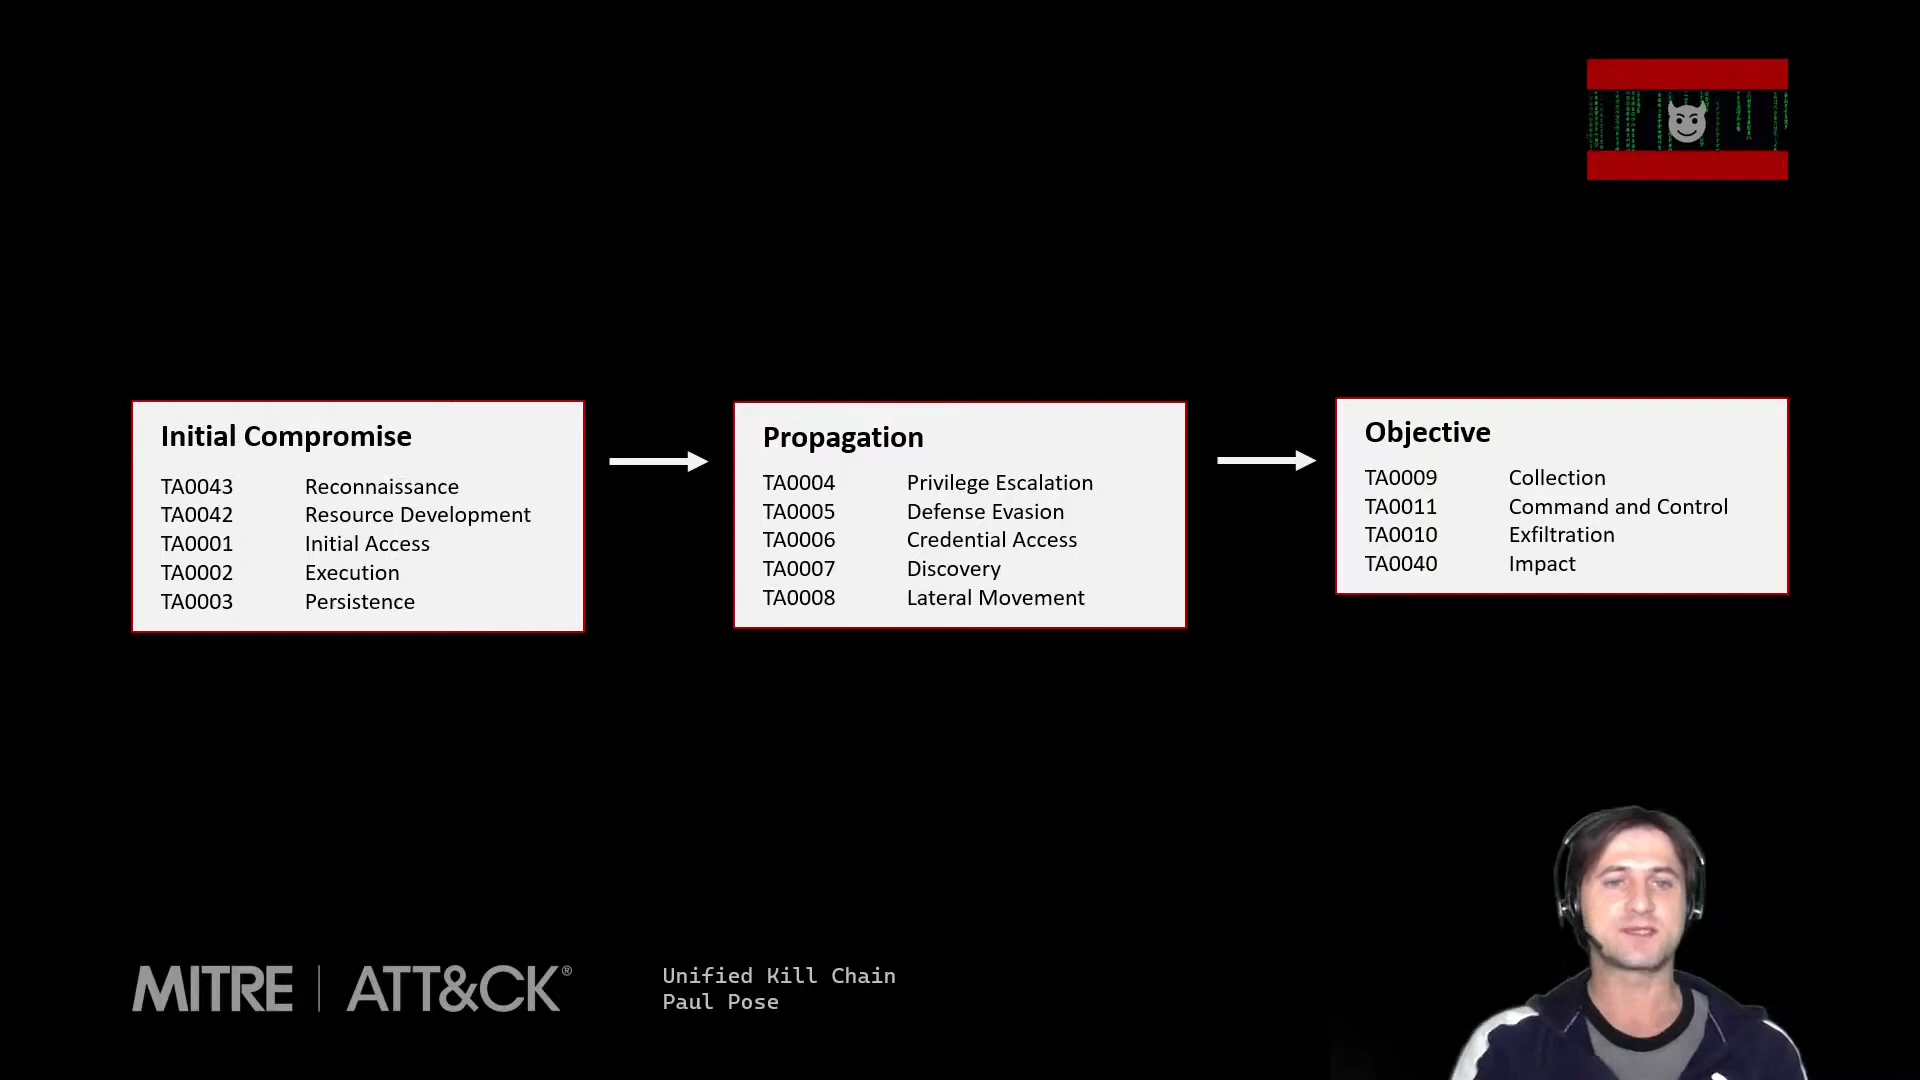 Initial Compromise
TA0043 Reconnaissance
TA0042 Resource Development
TA0001 Initial Access
TA0002 Execution
TA0003 Persistence
Propagation
TA0004 Privilege Escalation
TA0005 Defense Evasion
TA0006 Credential Access
TA0007 Discovery
TA0008 Lateral Movement
Objective
TA0009 Collection
TA0011 Command and Control
TA0010 Exfiltration
TA0040 Impact
MITRE | ATT&CK®
Unified Kill Chain
Paul Pose